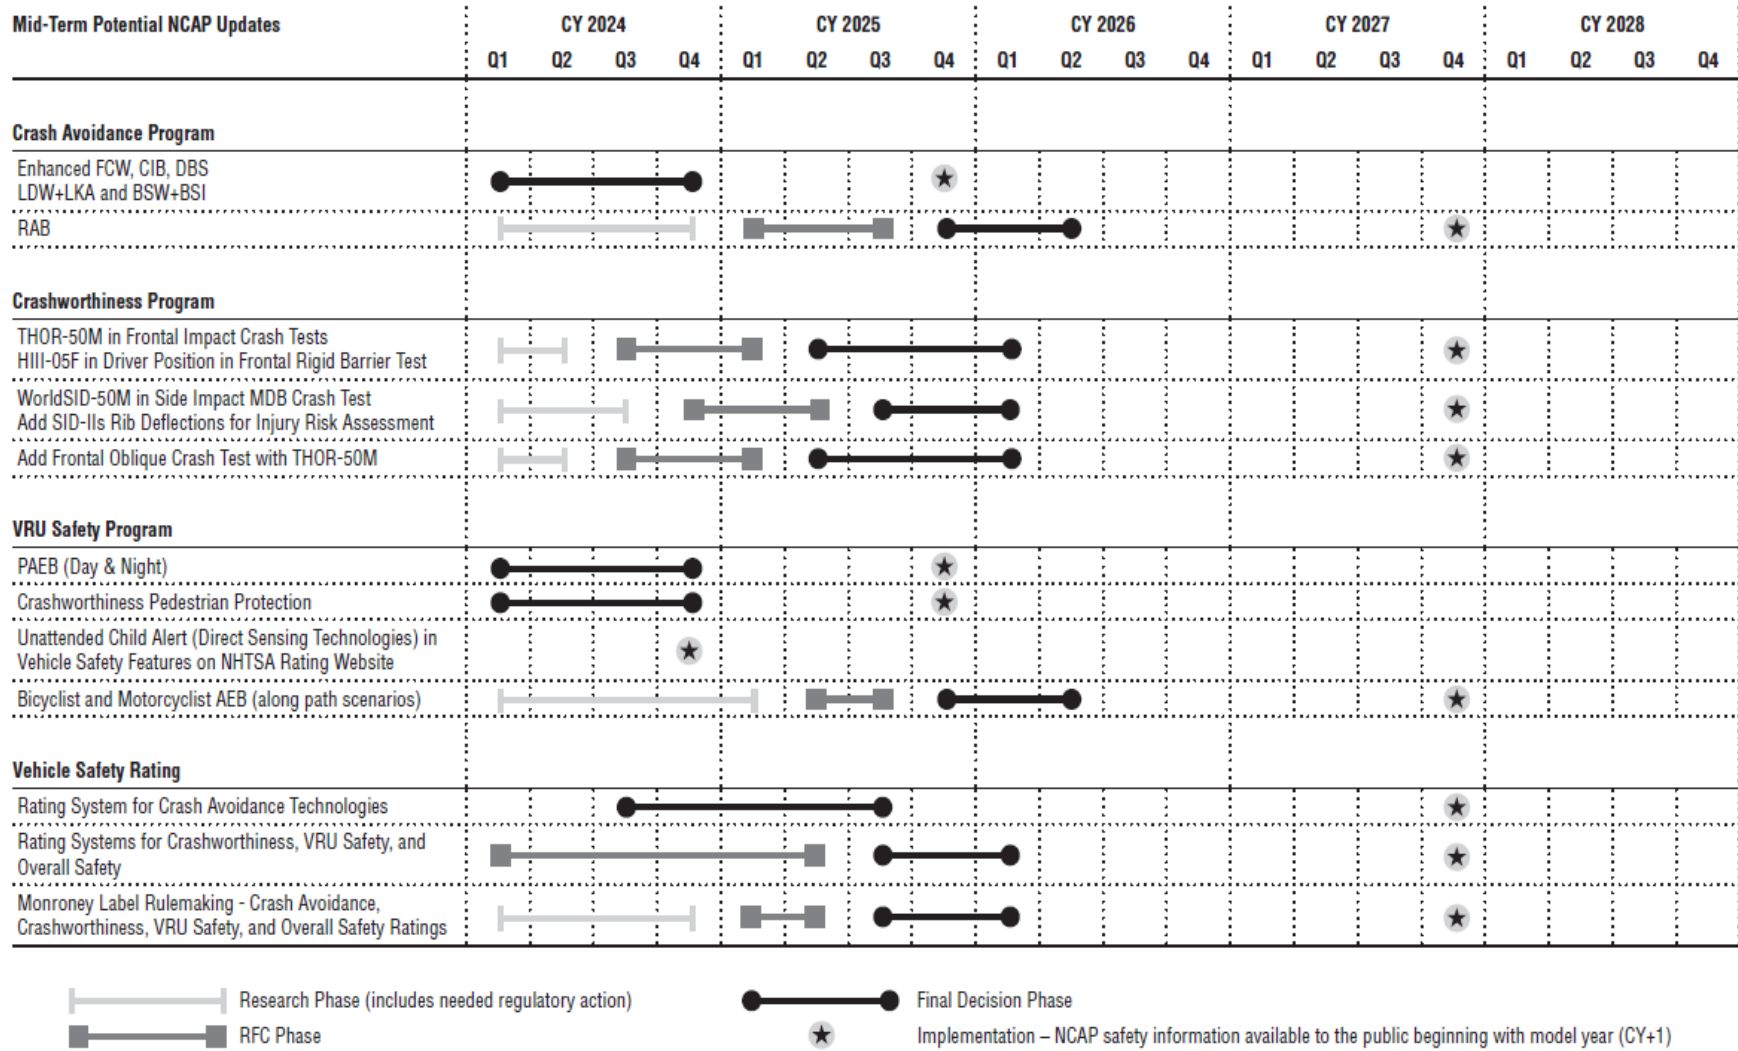 Mid-Term Potential NCAP Updates
CY 2024 CY 2025 CY 2026 CY 2027 CY 2028
Q1 Q2 Q3 Q4 Q1 Q2 Q3 Q4 Q1 Q2 Q3 Q4 Q1 Q2 Q3 Q4 Q1 Q2 Q3 Q4
Crash Avoidance Program
Enhanced FCW, CIB, DBS
LDW+LKA and BSW+BSI
RAB
Crashworthiness Program
THOR-50M in Frontal Impact Crash Tests
HIII-05F in Driver Position in Frontal Rigid Barrier Test
WorldSID-50M in Side Impact MDB Crash Test
Add SID-IIs Rib Deflections for Injury Risk Assessment
Add Frontal Oblique Crash Test with THOR-50M
VRU Safety Program
PAEB (Day & Night)
Crashworthiness Pedestrian Protection
Unattended Child Alert (Direct Sensing Technologies) in
Vehicle Safety Features on NHTSA Rating Website
Bicyclist and Motorcyclist AEB (along path scenarios)
Vehicle Safety Rating
Rating System for Crash Avoidance Technologies
Rating Systems for Crashworthiness, VRU Safety, and
Overall Safety
Monroney Label Rulemaking - Crash Avoidance,
Crashworthiness, VRU Safety, and Overall Safety Ratings
Research Phase (includes needed regulatory action)
Final Decision Phase
RFC Phase
Implementation – NCAP safety information available to the public beginning with model year (CY+1)